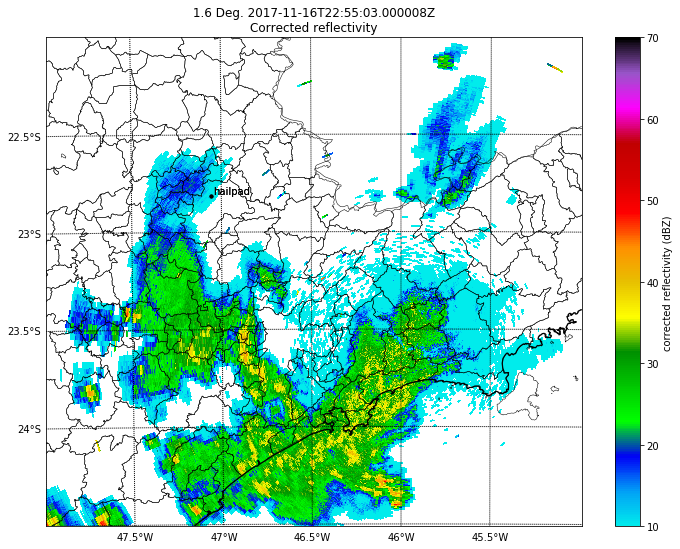 1.6 Deg. 2017-11-16T22:55:03.000008Z
Corrected reflectivity
22.5°S
23°S
23.5°S
24°S
47.5°W
47°W
46.5°W
46°W
45.5°W
hailpad
70
60
50
40
30
20
10
corrected reflectivity (dBZ)